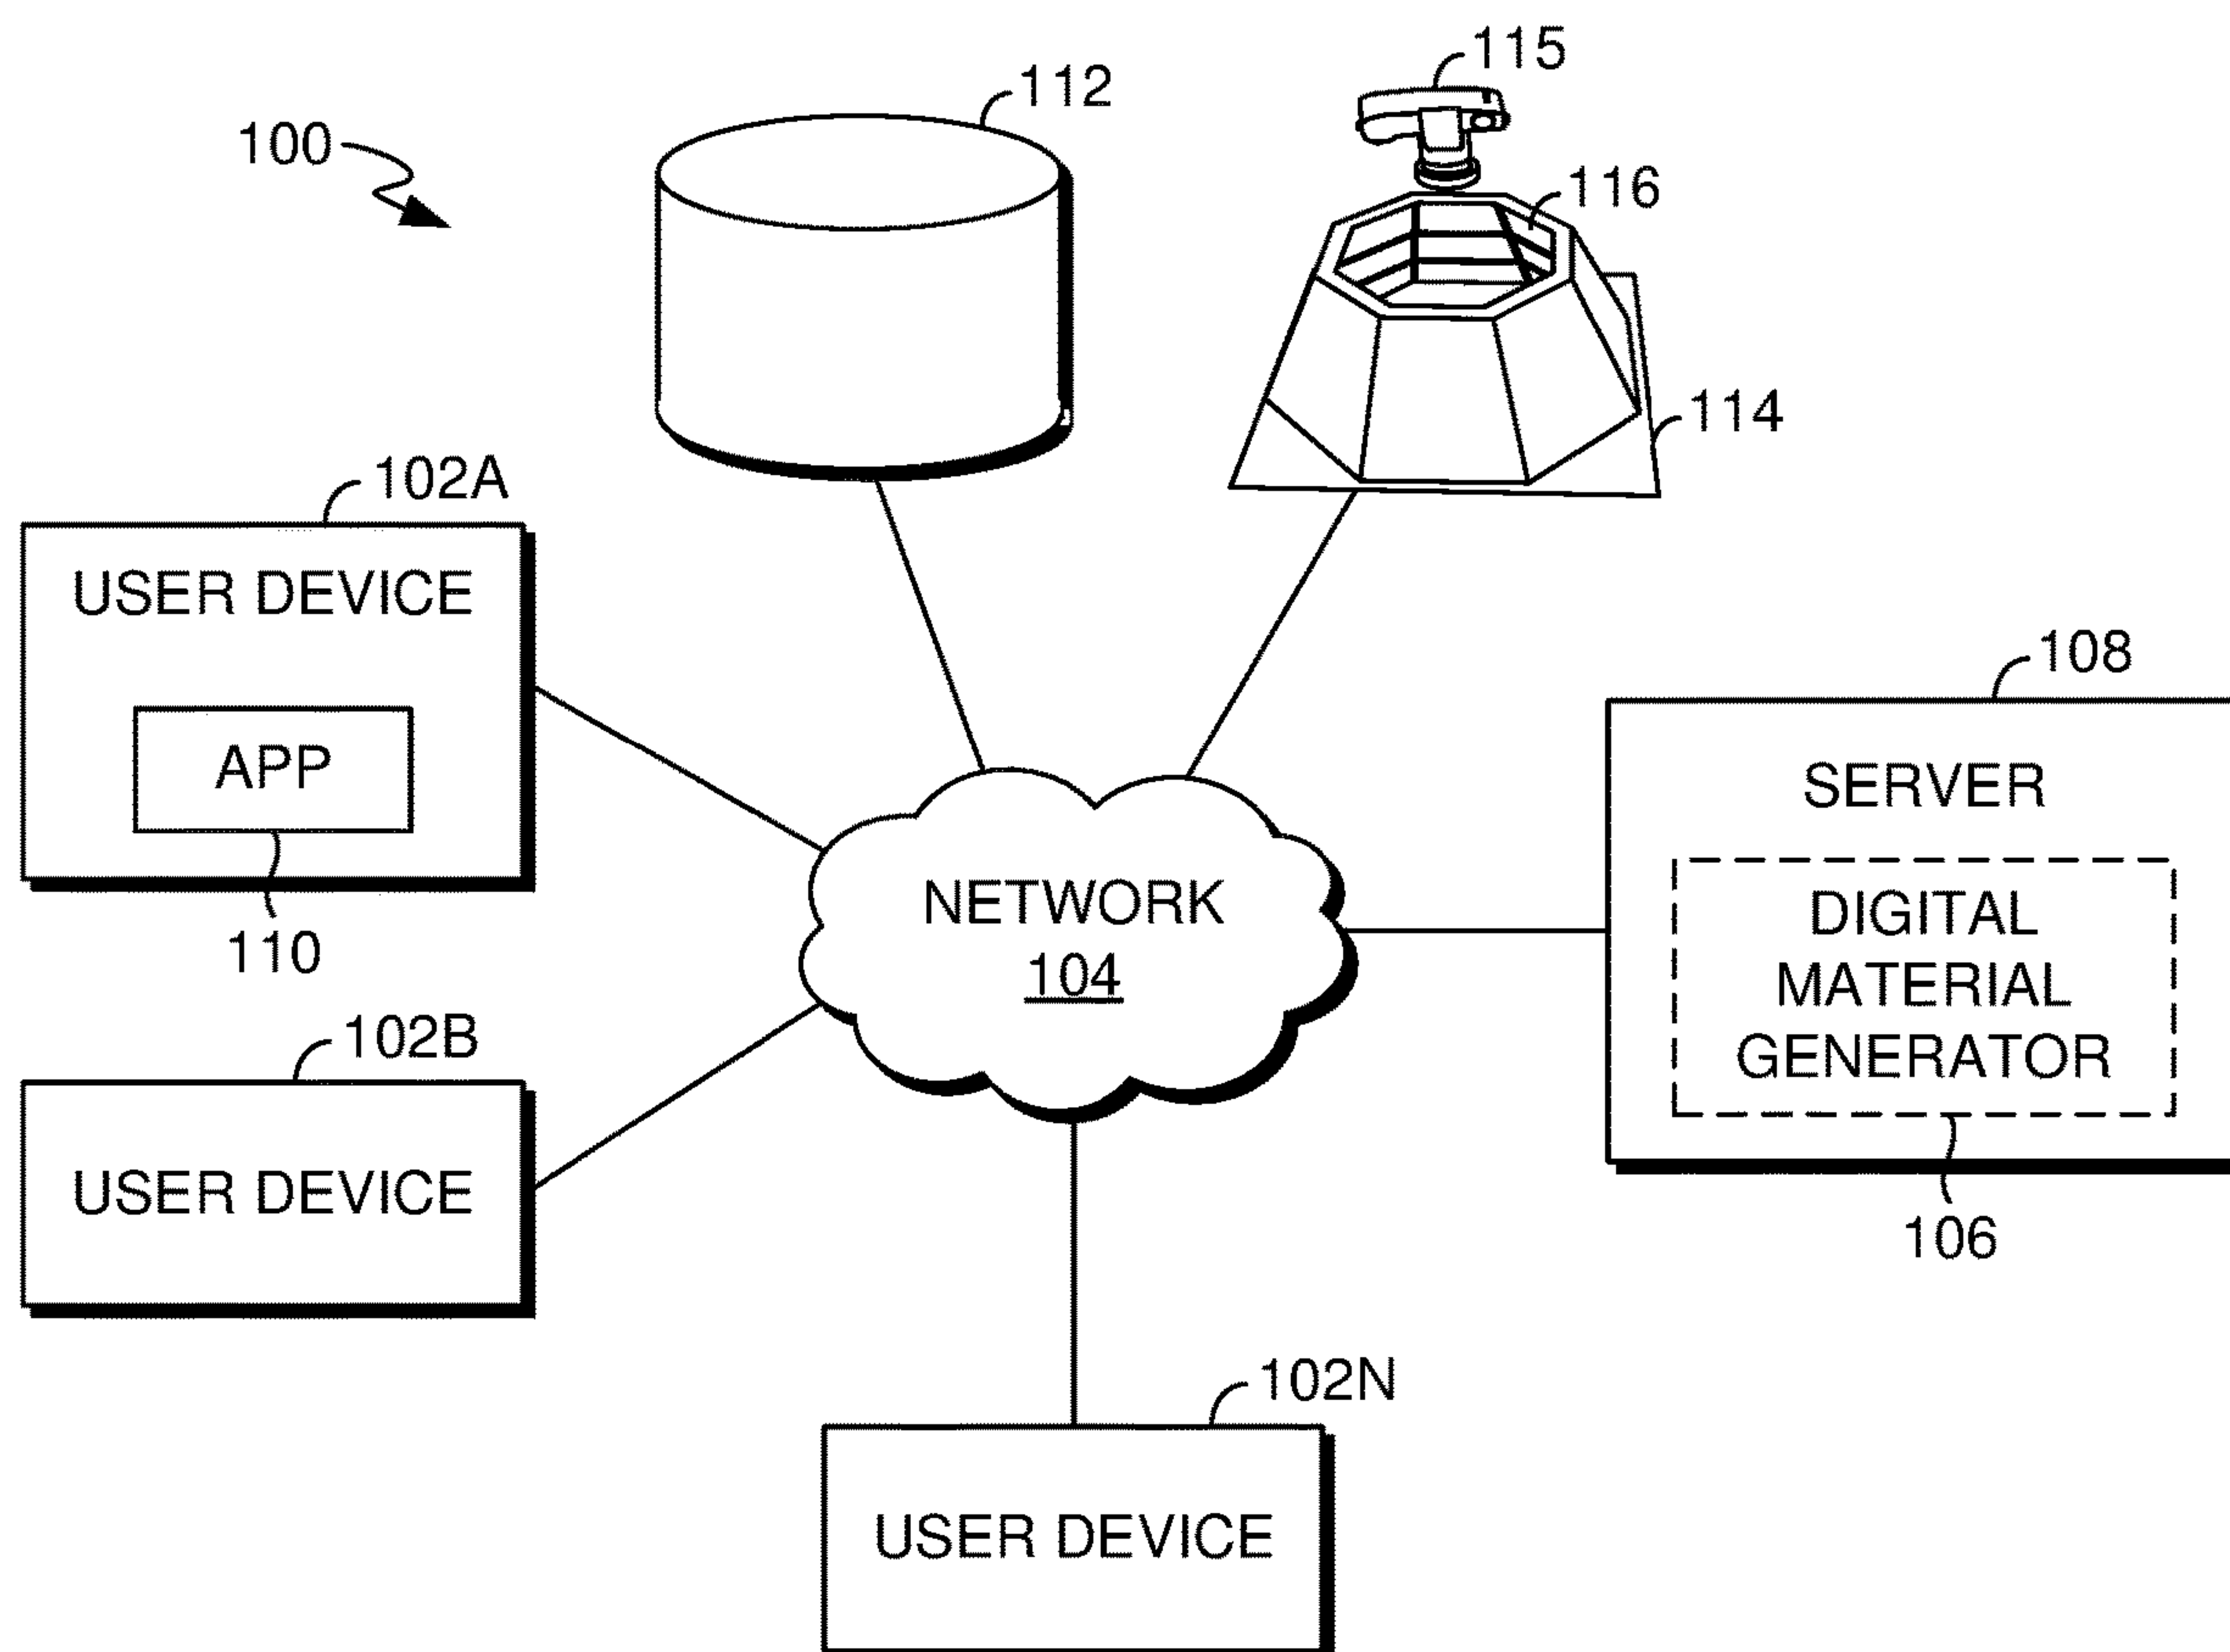 115
112
100
116
114
102A
USER DEVICE
APP
110
108
SERVER
DIGITAL
MATERIAL
GENERATOR
106
NETWORK
104
102B
USER DEVICE
102N
USER DEVICE